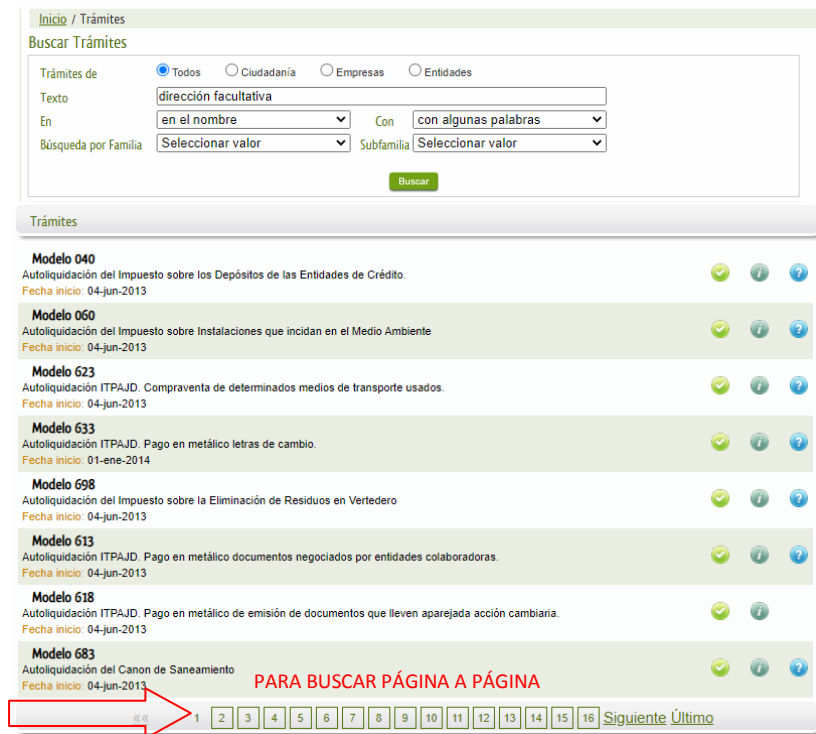 Inicio / Trámites
Buscar Trámites
Trámites de Todos Ciudadanía Empresas Entidades
Texto dirección facultativa
En en el nombre Con con algunas palabras
Búsqueda por Familia Seleccionar valor Subfamilia Seleccionar valor
Buscar
Trámites
Modelo 040
Autoliquidación del Impuesto sobre los Depósitos de las Entidades de Crédito.
Fecha inicio: 04-jun-2013
Modelo 060
Autoliquidación del Impuesto sobre Instalaciones que incidan en el Medio Ambiente
Fecha inicio: 04-jun-2013
Modelo 623
Autoliquidación ITPAJD. Compraventa de determinados medios de transporte usados.
Fecha inicio: 04-jun-2013
Modelo 633
Autoliquidación ITPAJD. Pago en metálico letras de cambio.
Fecha inicio: 01-ene-2014
Modelo 698
Autoliquidación del Impuesto sobre la Eliminación de Residuos en Vertedero
Fecha inicio: 04-jun-2013
Modelo 613
Autoliquidación ITPAJD. Pago en metálico documentos negociados por entidades colaboradoras.
Fecha inicio: 04-jun-2013
Modelo 618
Autoliquidación ITPAJD. Pago en metálico de emisión de documentos que lleven aparejada acción cambiaria.
Fecha inicio: 04-jun-2013
Modelo 683
Autoliquidación del Canon de Saneamiento
Fecha inicio: 04-jun-2013
PARA BUSCAR PÁGINA A PÁGINA
«« 1 2 3 4 5 6 7 8 9 10 11 12 13 14 15 16 Siguiente Último